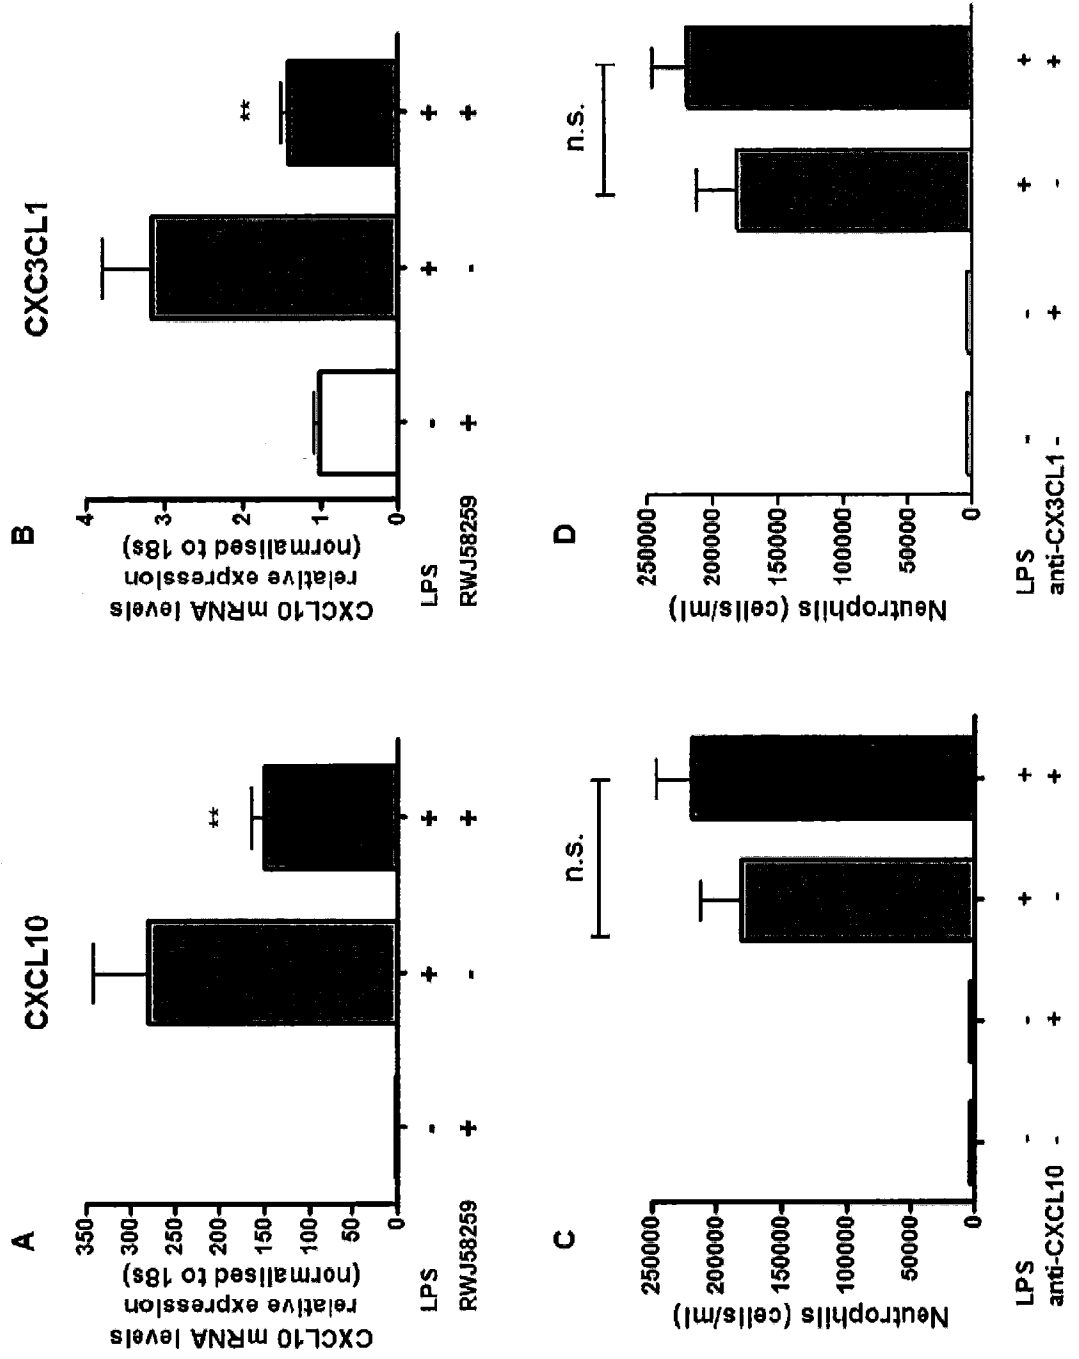 A
CXCL10
CXCL10 mRNA levels
relative expression
(normalised to 18s)
350
300
250
200
150
100
50
0
**
LPS - + +
RWJ58259 + - +
B
CXC3CL1
CXCL10 mRNA levels
relative expression
(normalised to 18s)
4
3
2
1
0
**
LPS - + +
RWJ58259 + - +
C
Neutrophils (cells/ml)
250000
200000
150000
100000
50000
0
n.s.
LPS - - + +
anti-CXCL10 - + - +
D
Neutrophils (cells/ml)
250000
200000
150000
100000
50000
0
n.s.
LPS - - + +
anti-CX3CL1 - + - +